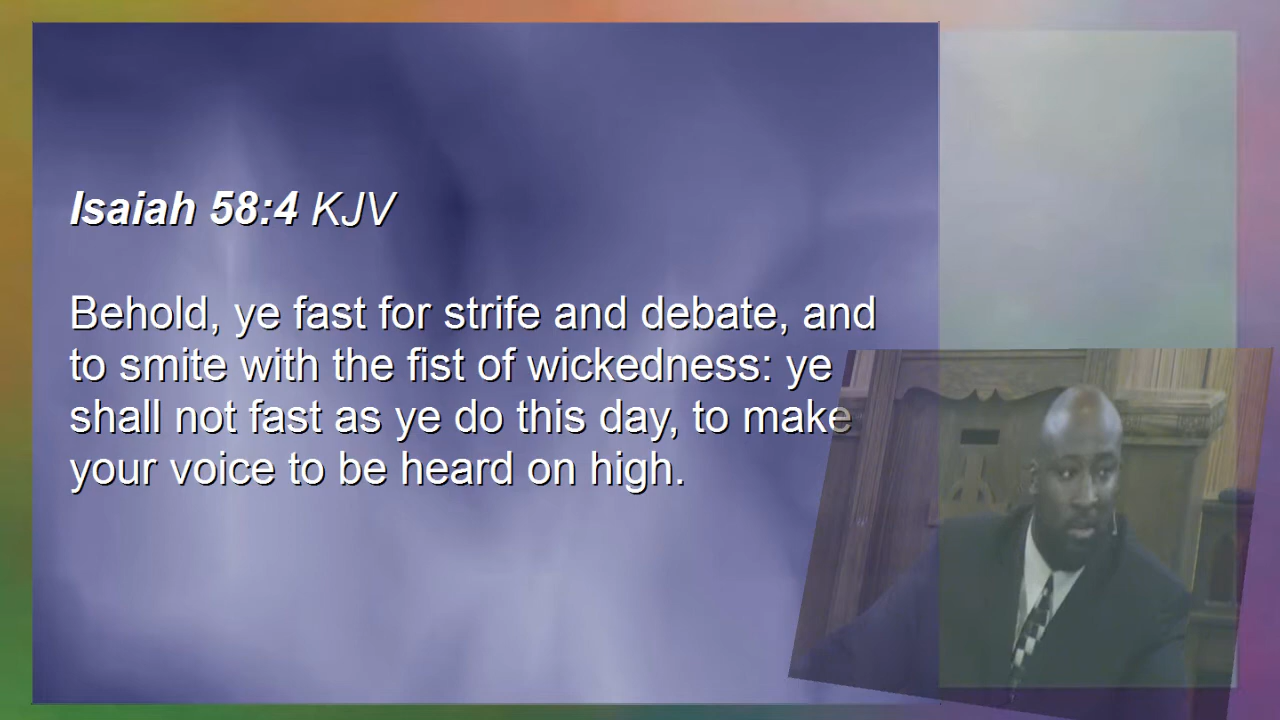 Isaiah 58:4 KJV
Behold, ye fast for strife and debate, and
to smite with the fist of wickedness: ye
shall not fast as ye do this day, to make
your voice to be heard on high.